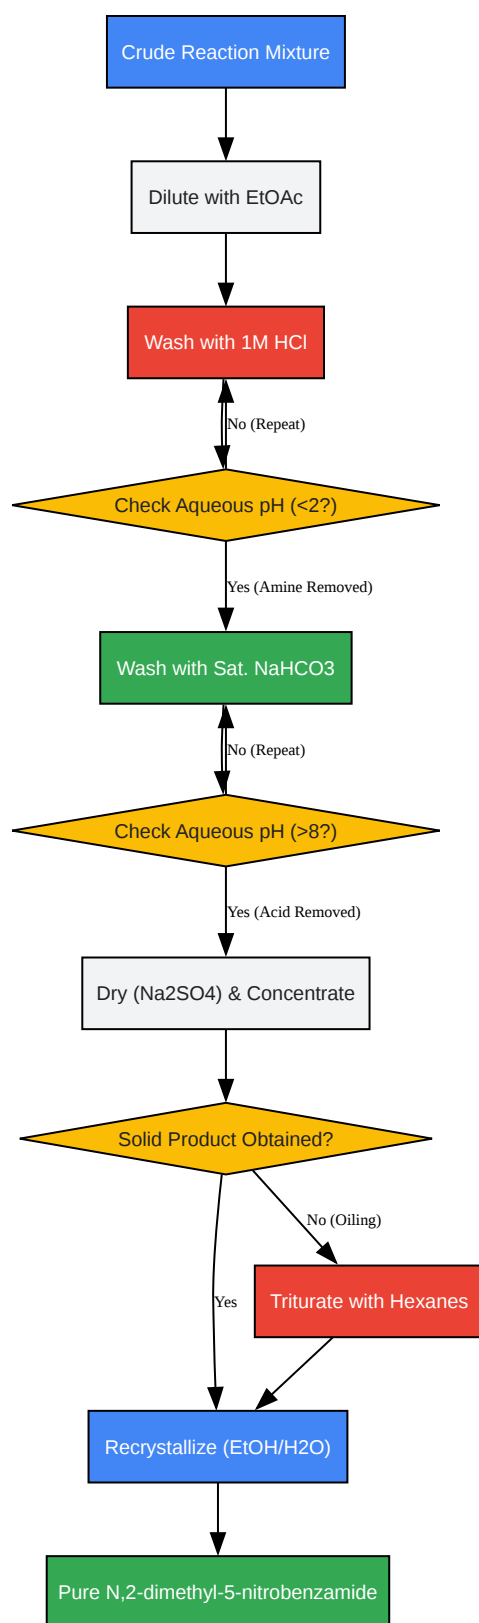 Crude Reaction Mixture
Dilute with EtOAc
Wash with 1M HCl
No (Repeat)
Check Aqueous pH (<2?)
Yes (Amine Removed)
Wash with Sat. NaHCO3
No (Repeat)
Check Aqueous pH (>8?)
Yes (Acid Removed)
Dry (Na2SO4) & Concentrate
Solid Product Obtained?
No (Oiling)
Yes
Triturate with Hexanes
Recrystallize (EtOH/H2O)
Pure N,2-dimethyl-5-nitrobenzamide